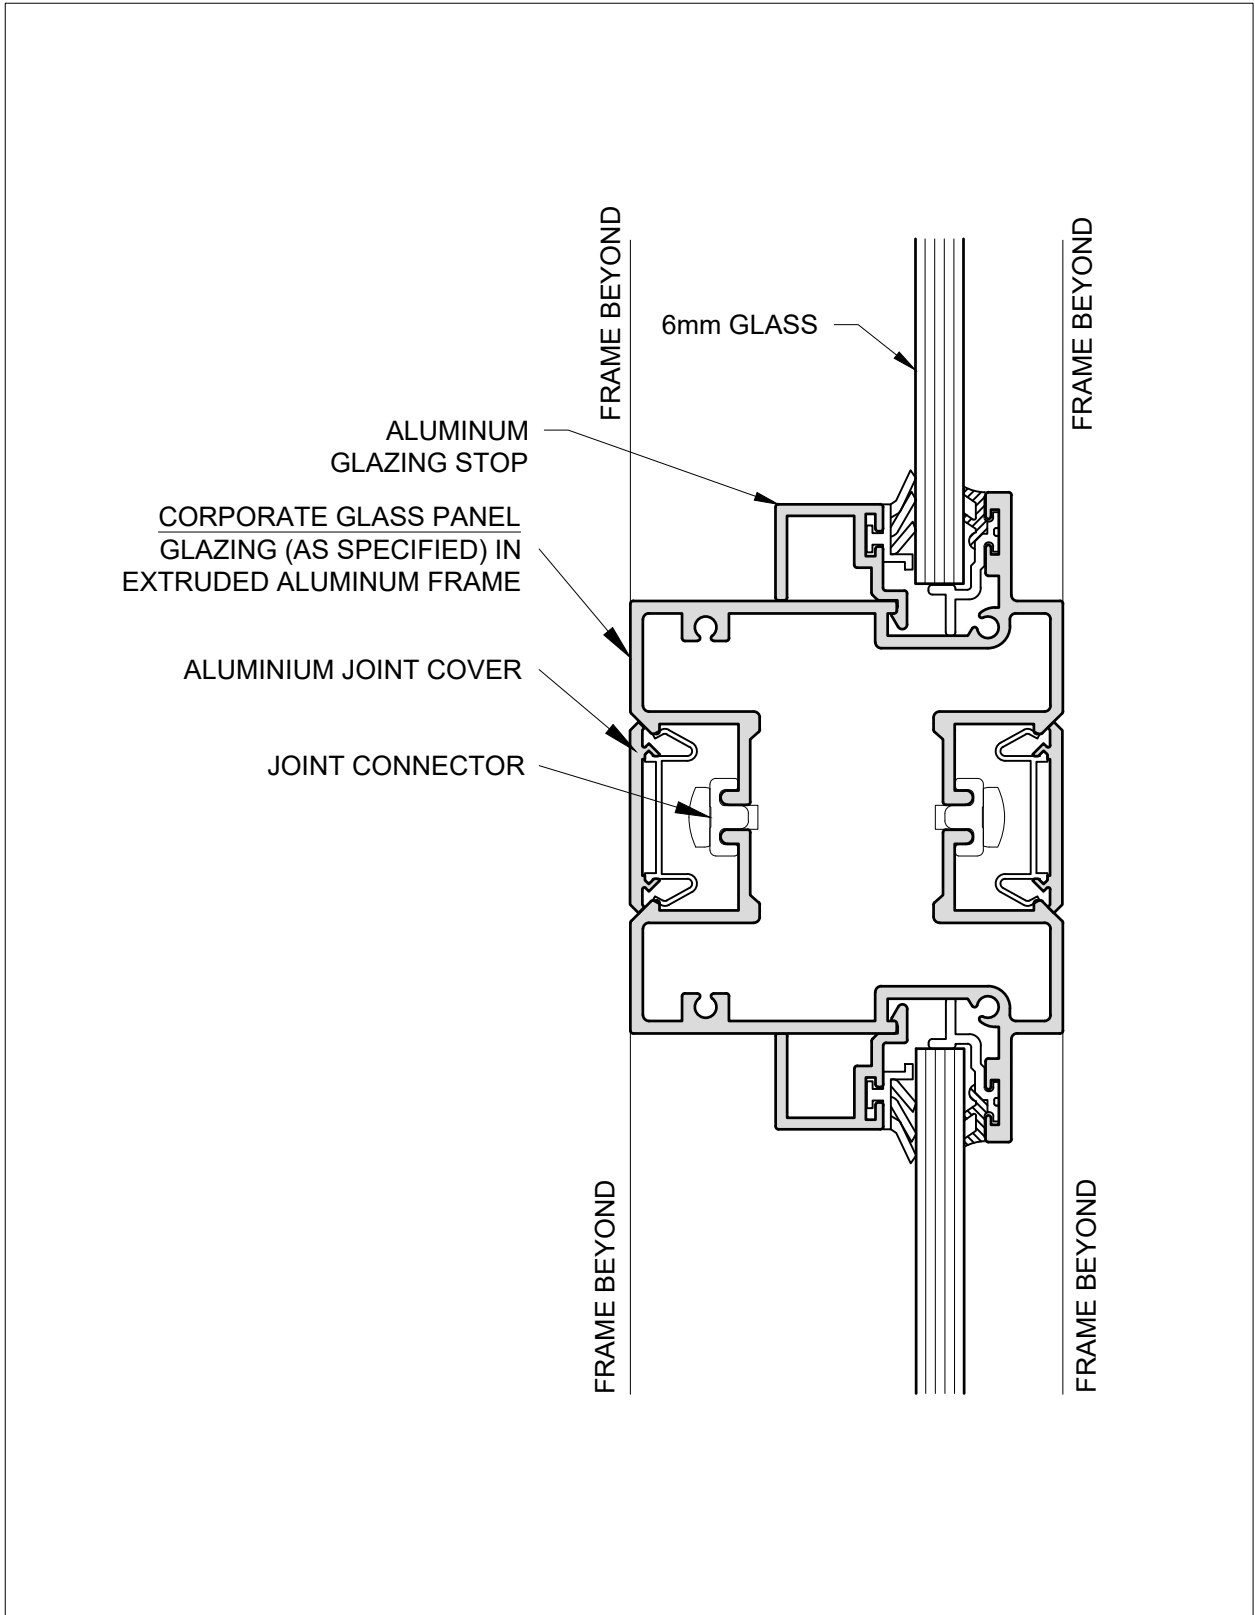 FRAME BEYOND
FRAME BEYOND
6mm GLASS
ALUMINUM
GLAZING STOP
CORPORATE GLASS PANEL
GLAZING (AS SPECIFIED) IN
EXTRUDED ALUMINUM FRAME
ALUMINIUM JOINT COVER
JOINT CONNECTOR
FRAME BEYOND
FRAME BEYOND